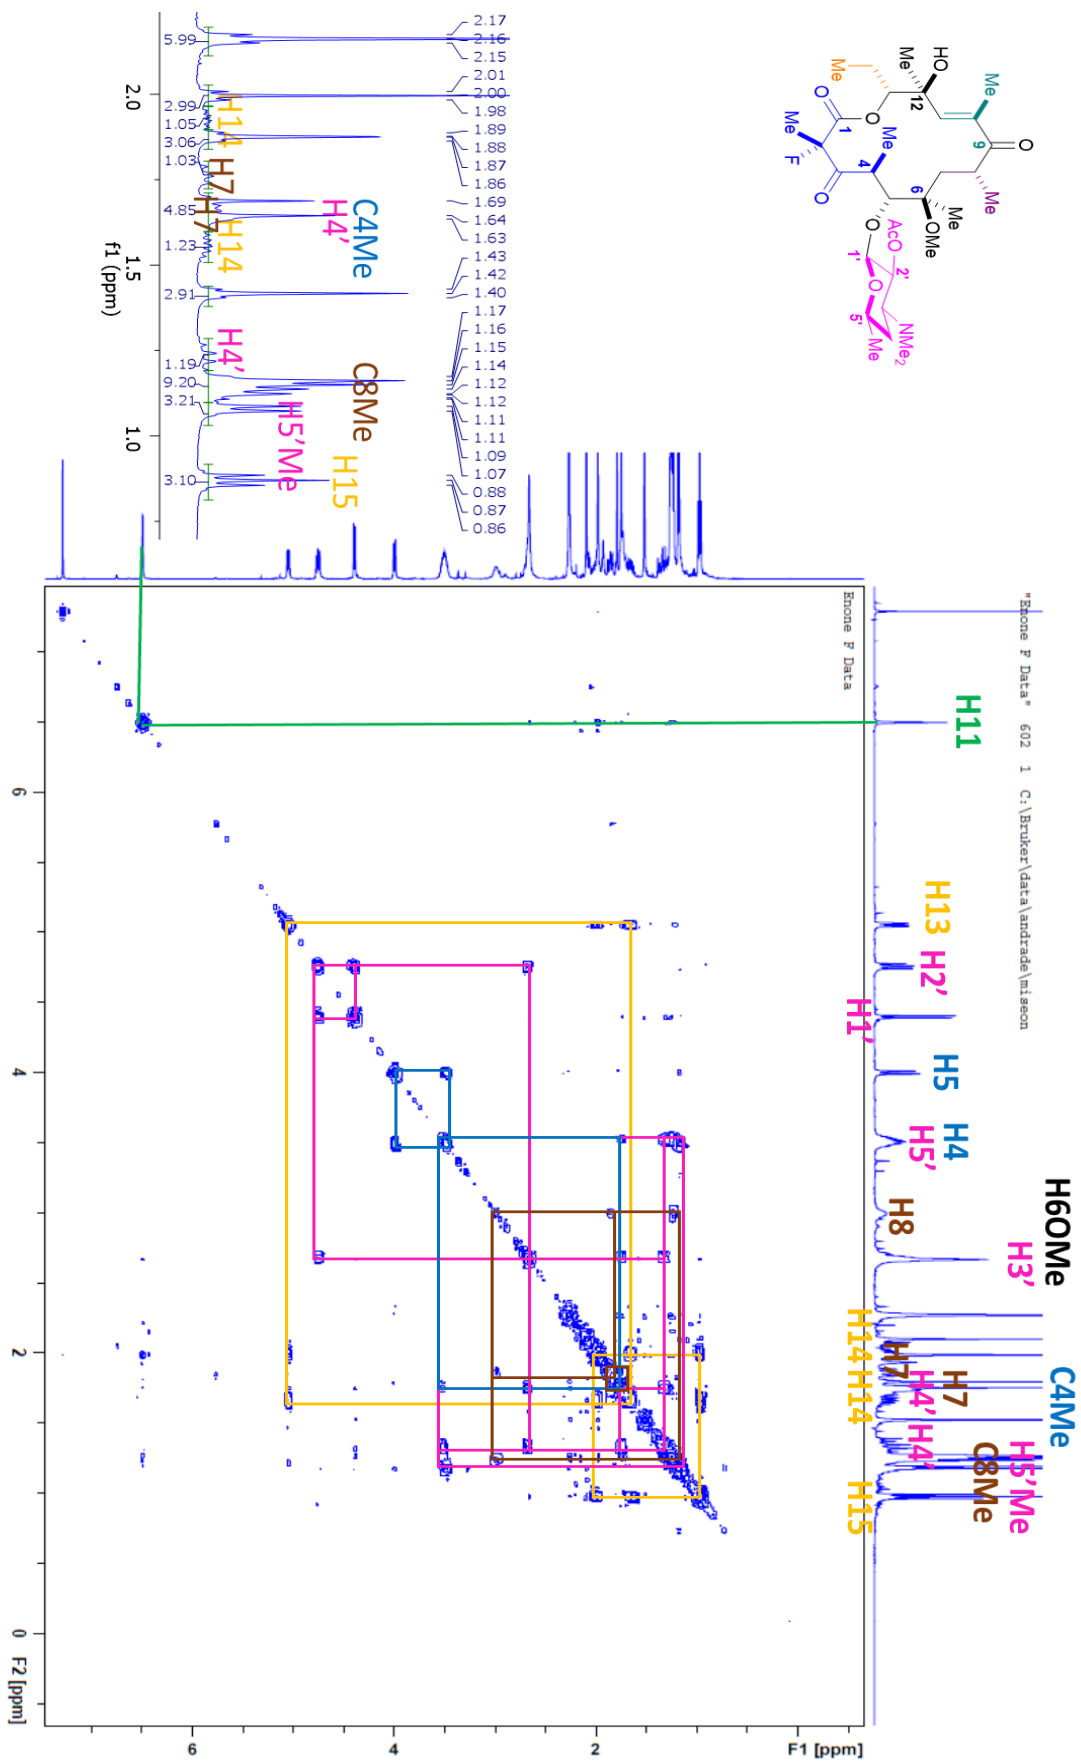 2.17
2.16
2.15
2.01
2.00
1.98
1.89
1.88
1.87
1.86
1.69
1.64
1.63
1.43
1.42
1.40
1.17
1.16
1.15
1.14
1.12
1.12
1.11
1.11
1.09
1.07
0.88
0.87
0.86
5.99
2.99
1.05
3.06
1.03
4.85
1.23
2.91
1.19
9.20
3.21
3.10
H14
H7
H7
H14
C4Me
H4'
H4'
C8Me
H5'Me
H15
2.0
1.5
1.0
f1 (ppm)
Me
O
9
HO
12
Me
Me
Me
O
O
1
Me
4
6
Me
OMe
Me
F
O
O
AcO
2'
1'
O
5'
NMe2
Me
"Enone F Data" 602 1 C:\Bruker\data\andrade\miseon
Enone F Data
H11
H13
H2'
H1'
H5
H4
H5'
H8
H6OMe
H3'
H14
H7
H7
C4Me
H4'
H14
H4'
H5'Me
C8Me
H15
6
4
2
0
F2 [ppm]
6
4
2
F1 [ppm]